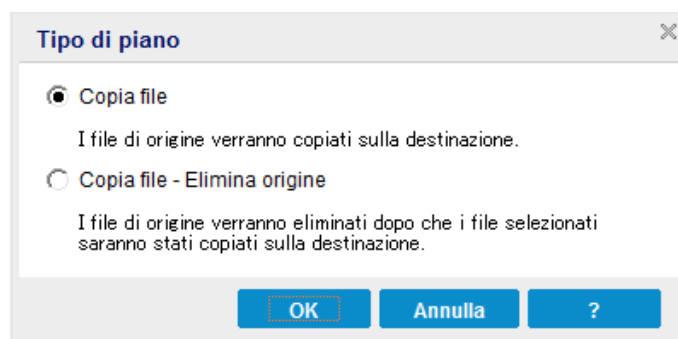 Tipo di piano
Copia file
I file di origine verranno copiati sulla destinazione.
Copia file - Elimina origine
I file di origine verranno eliminati dopo che i file selezionati
saranno stati copiati sulla destinazione.
OK Annulla ?